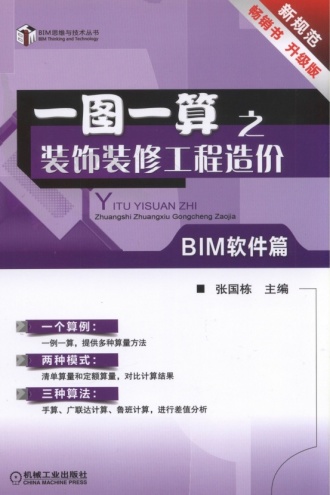 BIM思维与技术丛书
BIM Thinking and Technology
新规范
畅销书 升级版
一图一算之
装饰装修工程造价
YITU YISUAN ZHI
Zhuangshi Zhuangxiu Gongcheng Zaojia
BIM软件篇
张国栋 主编
一个算例：
一例一算，提供多种算量方法
两种模式：
清单算量和定额算量，对比计算结果
三种算法：
手算、广联达计算、鲁班计算，进行差值分析
机械工业出版社
CHINA MACHINE PRESS